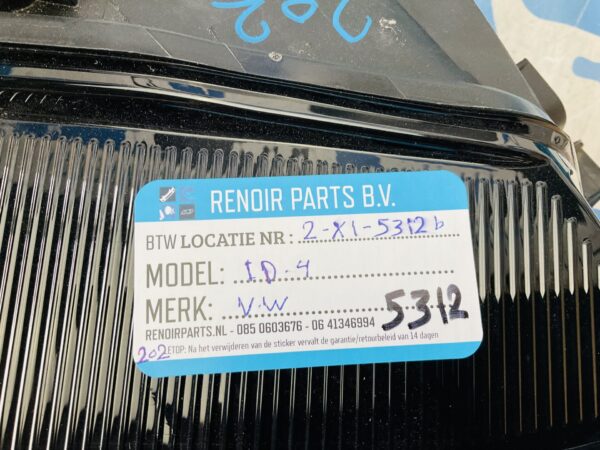 202
RENOIR PARTS B.V.
BTW LOCATIE NR: 2-X1-5312b
MODEL: ID-4
MERK: V.W 5312
RENOIRPARTS.NL - 085 0603676 - 06 41346994
202 ETOP: Na het verwijderen van de sticker vervalt de garantie/retourbeleid van 14 dagen